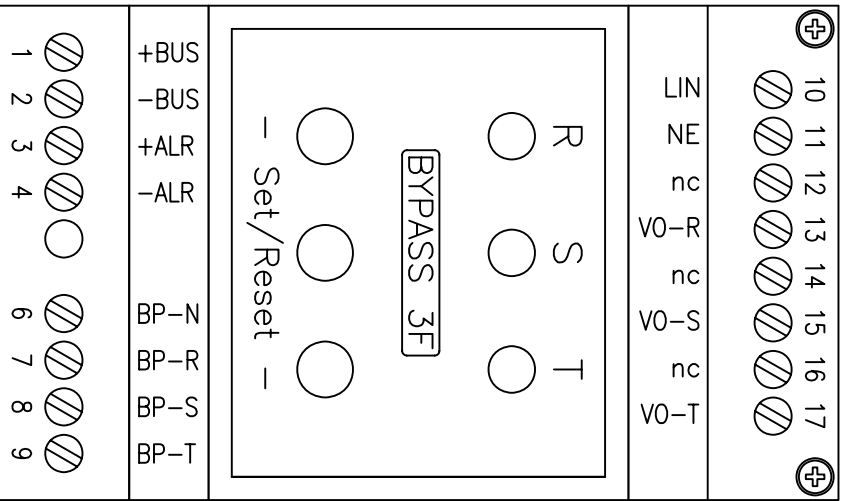 1 +BUS
2 -BUS
3 +ALR
4 -ALR
6 BP-N
7 BP-R
8 BP-S
9 BP-T
- Set/Reset -
BYPASS 3F
R S T
LIN 10
NE 11
nc 12
VO-R 13
nc 14
VO-S 15
nc 16
VO-T 17